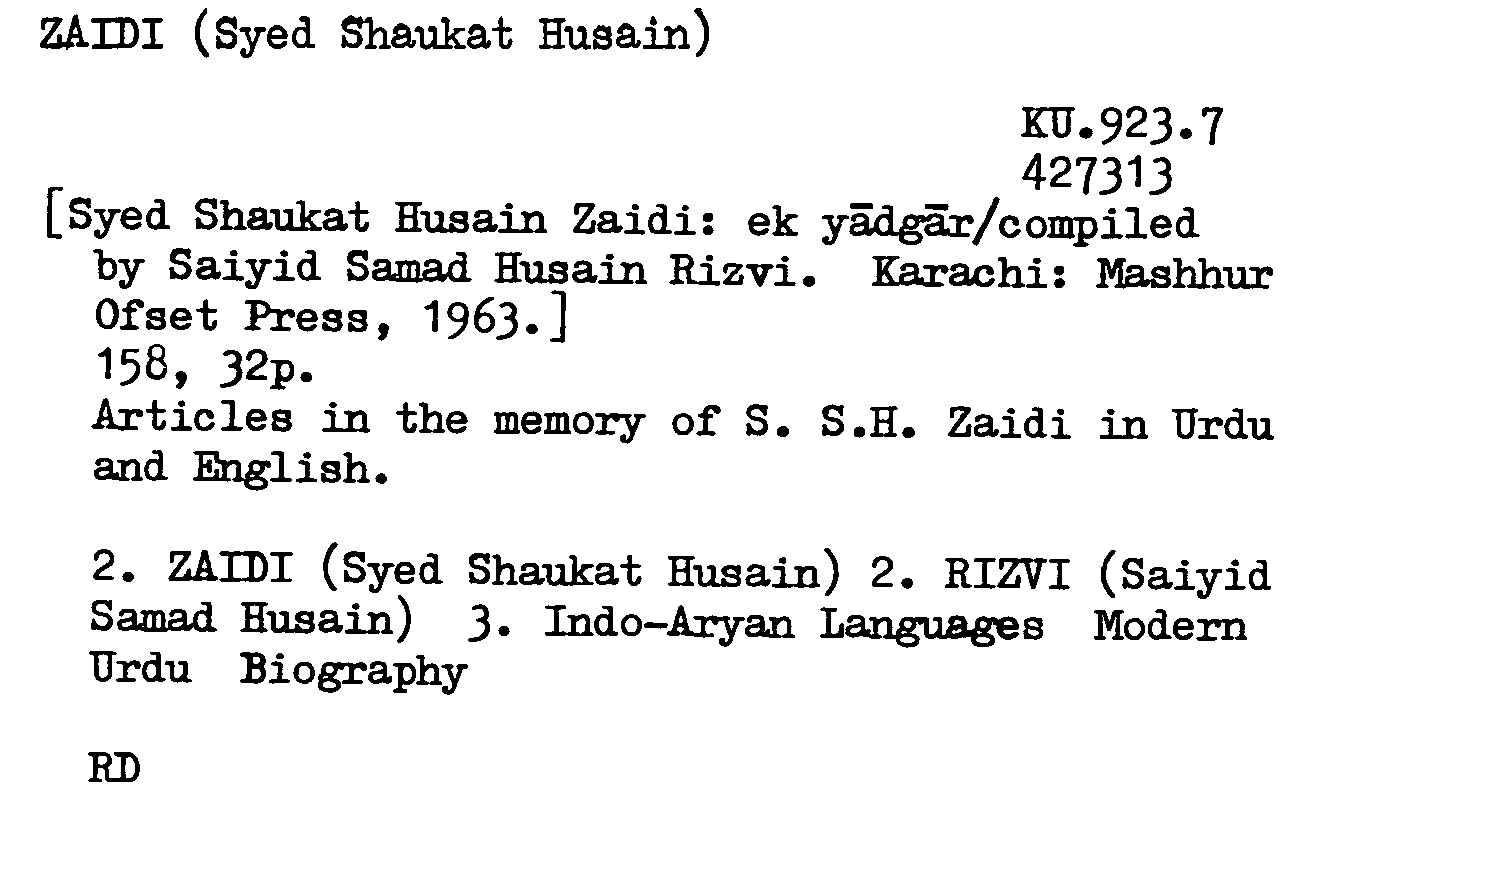 ZAIDI (Syed Shaukat Husain)
KU.923.7
427313
[Syed Shaukat Husain Zaidi: ek yādgār/compiled
by Saiyid Samad Husain Rizvi. Karachi: Mashhur
Ofset Press, 1963.]
158, 32p.
Articles in the memory of S. S.H. Zaidi in Urdu
and English.
2. ZAIDI (Syed Shaukat Husain) 2. RIZVI (Saiyid
Samad Husain) 3. Indo-Aryan Languages Modern
Urdu Biography
RD